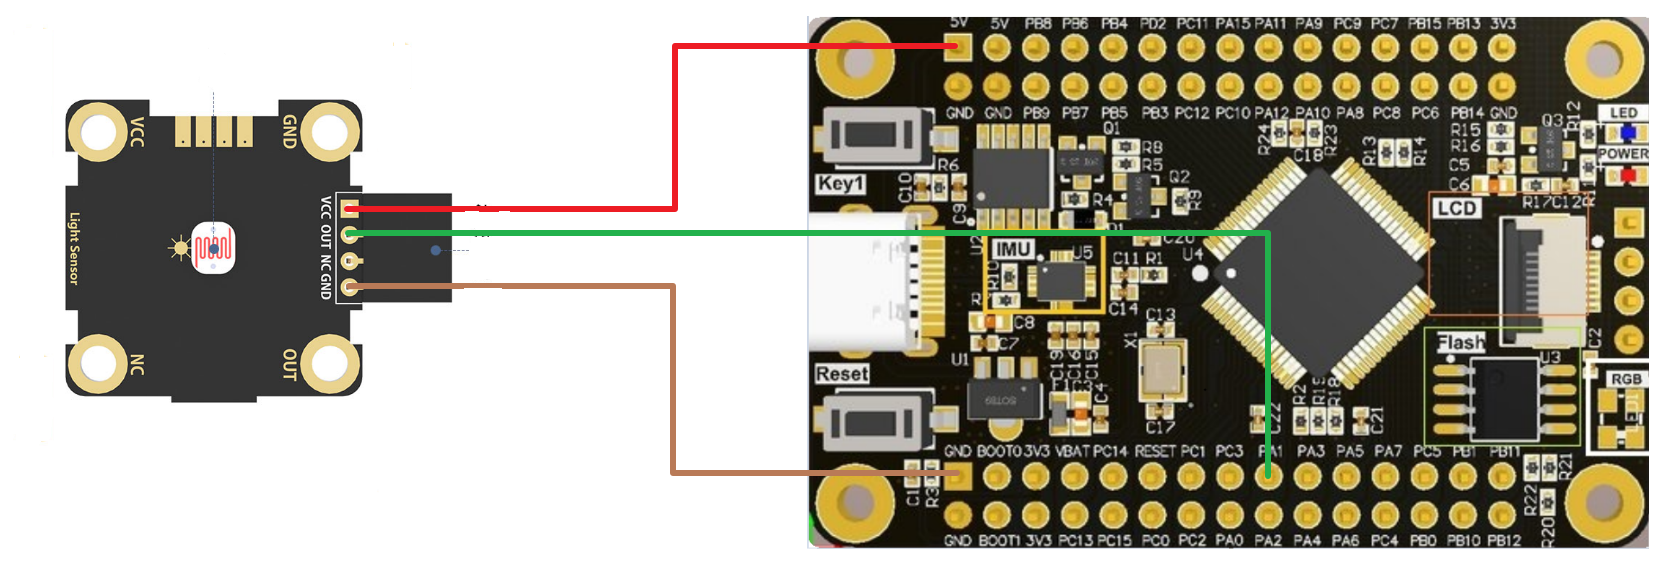 VCC
GND
Light Sensor
VCC OUT NC GND
NC
OUT
5V 5V PB8 PB6 PB4 PD2 PC11 PA15 PA11 PA9 PC9 PC7 PB15 PB13 3V3
GND GND PB9 PB7 PB5 PB3 PC12 PC10 PA12 PA10 PA8 PC8 PC6 PB14 GND
Key1
C10
R6
C9
Q1
R8
R5
R4
Q2
R9
R24
C18
R23
R13
R14
R15
R16
C5
C6
Q3
R12
LED
POWER
R17
C12
LCD
IMU
U5
C11
R1
C14
C8
C7
U4
C13
X1
C17
U1
C19
C16
C15
C4
SOT89
Reset
C1
R3
C22
R2
R19
R18
C21
Flash
U3
C2
RGB
LED1
R22
R21
R20
GND BOOT0 3V3 VBAT PC14 RESET PC1 PC3 PA1 PA3 PA5 PA7 PC5 PB1 PB11
GND BOOT1 3V3 PC13 PC15 PC0 PC2 PA0 PA2 PA4 PA6 PC4 PB0 PB10 PB12